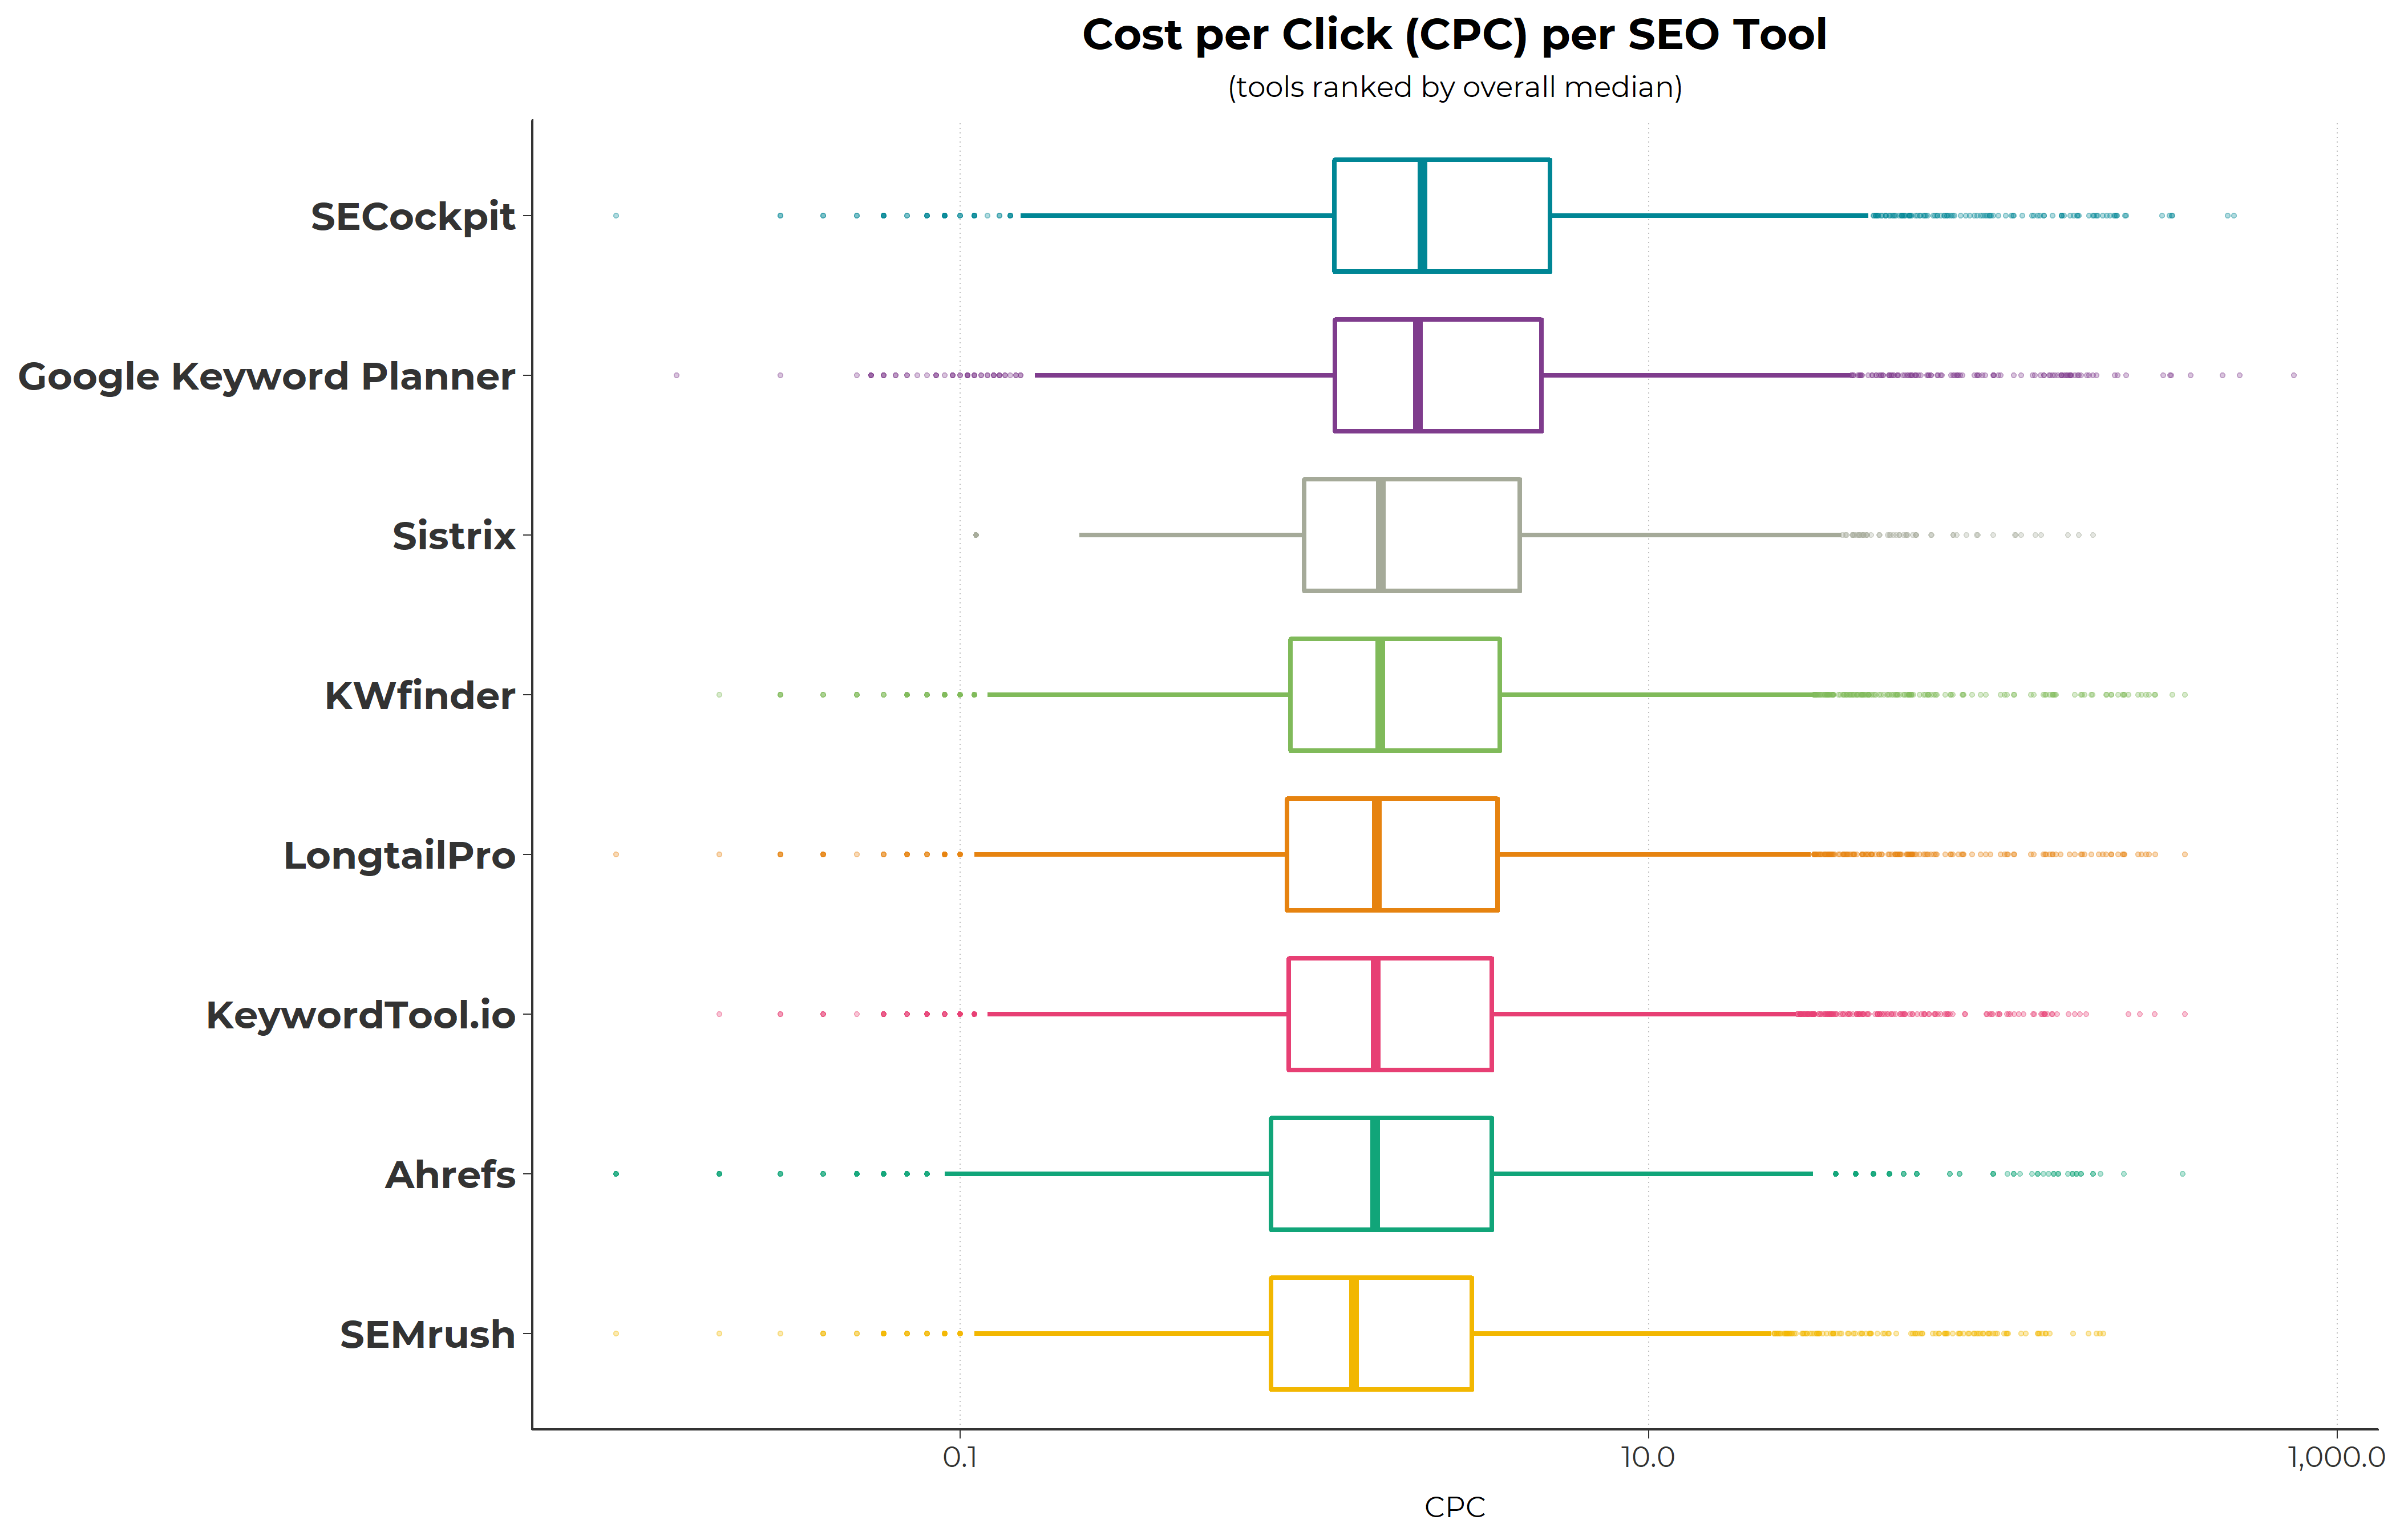 Cost per Click (CPC) per SEO Tool
(tools ranked by overall median)
SECockpit
Google Keyword Planner
Sistrix
KWfinder
LongtailPro
KeywordTool.io
Ahrefs
SEMrush
0.1
10.0
1,000.0
CPC